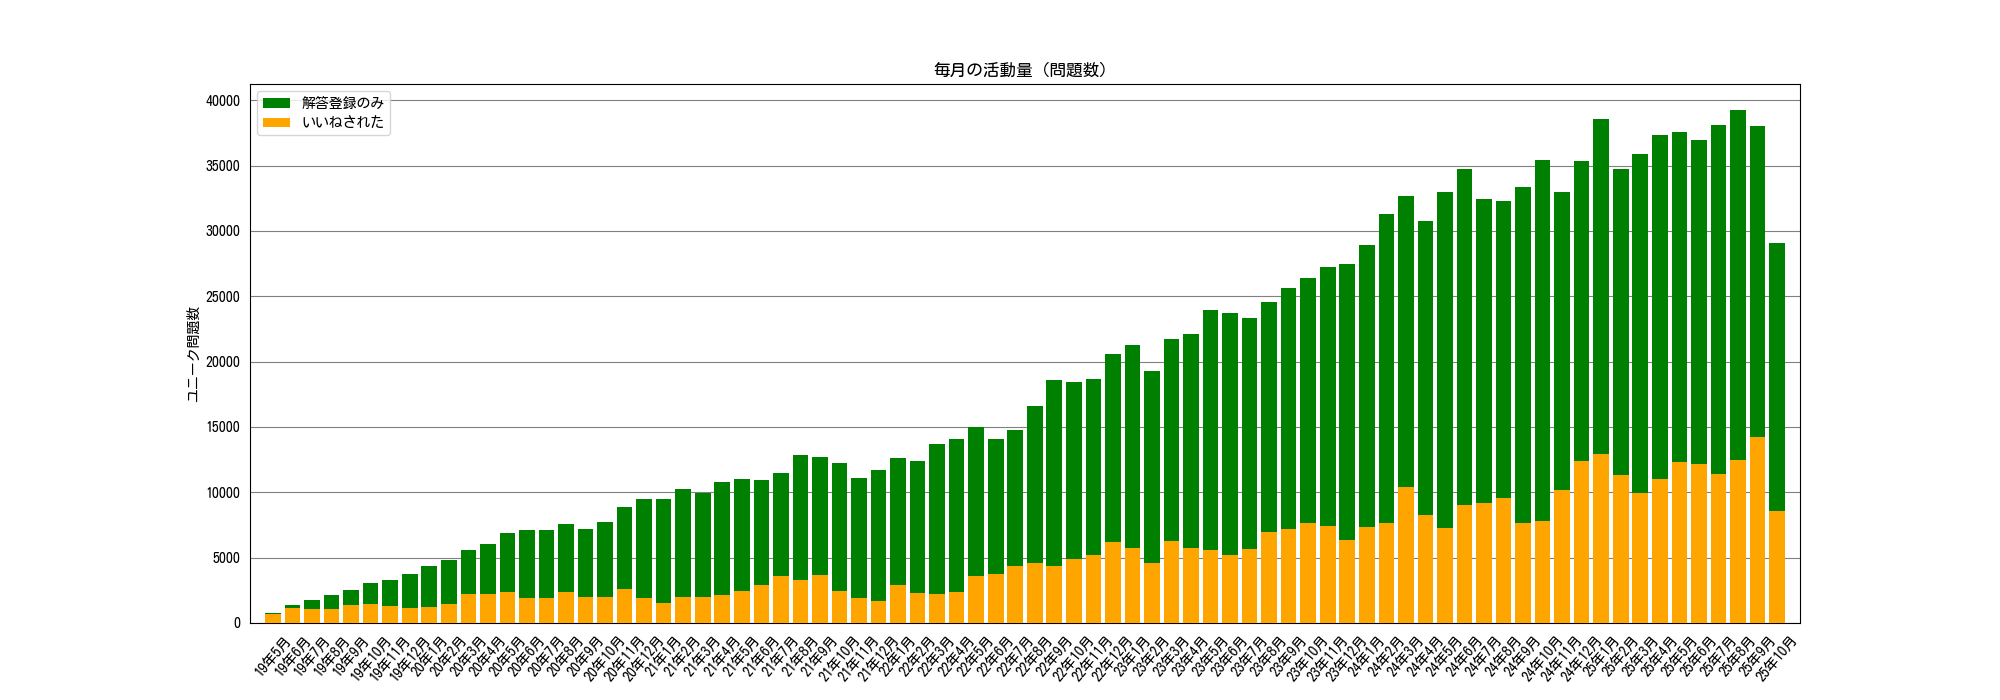 毎月の活動量（問題数）
解答登録のみ
いいねされた
ユニーク問題数
40000
35000
30000
25000
20000
15000
10000
5000
0
19年5月
19年6月
19年7月
19年8月
19年9月
19年10月
19年11月
19年12月
20年1月
20年2月
20年3月
20年4月
20年5月
20年6月
20年7月
20年8月
20年9月
20年10月
20年11月
20年12月
21年1月
21年2月
21年3月
21年4月
21年5月
21年6月
21年7月
21年8月
21年9月
21年10月
21年11月
21年12月
22年1月
22年2月
22年3月
22年4月
22年5月
22年6月
22年7月
22年8月
22年9月
22年10月
22年11月
22年12月
23年1月
23年2月
23年3月
23年4月
23年5月
23年6月
23年7月
23年8月
23年9月
23年10月
23年11月
23年12月
24年1月
24年2月
24年3月
24年4月
24年5月
24年6月
24年7月
24年8月
24年9月
24年10月
24年11月
24年12月
25年1月
25年2月
25年3月
25年4月
25年5月
25年6月
25年7月
25年8月
25年9月
25年10月